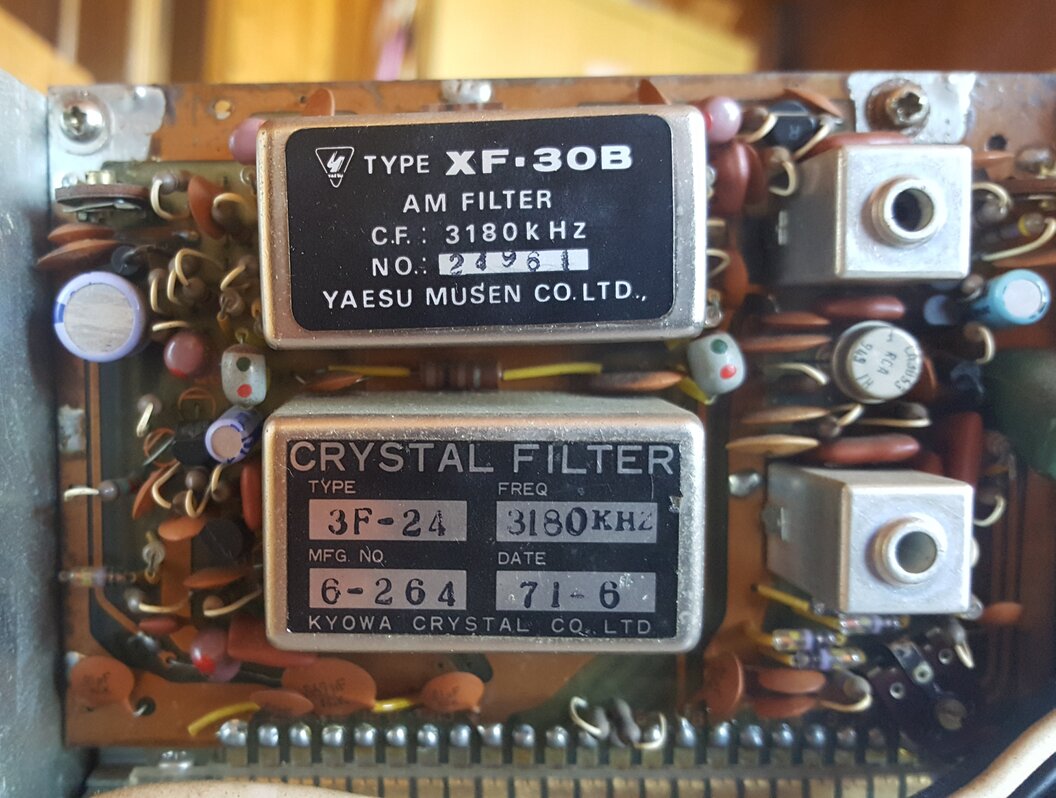 TYPE XF·30B
AM FILTER
C.F.: 3180kHz
NO.: 24961
YAESU MUSEN CO.LTD.,
CRYSTAL FILTER
TYPE
FREQ
3F-24
3180KHZ
MFG. NO.
DATE
6-264
71-6
KYOWA CRYSTAL CO. LTD
RCA